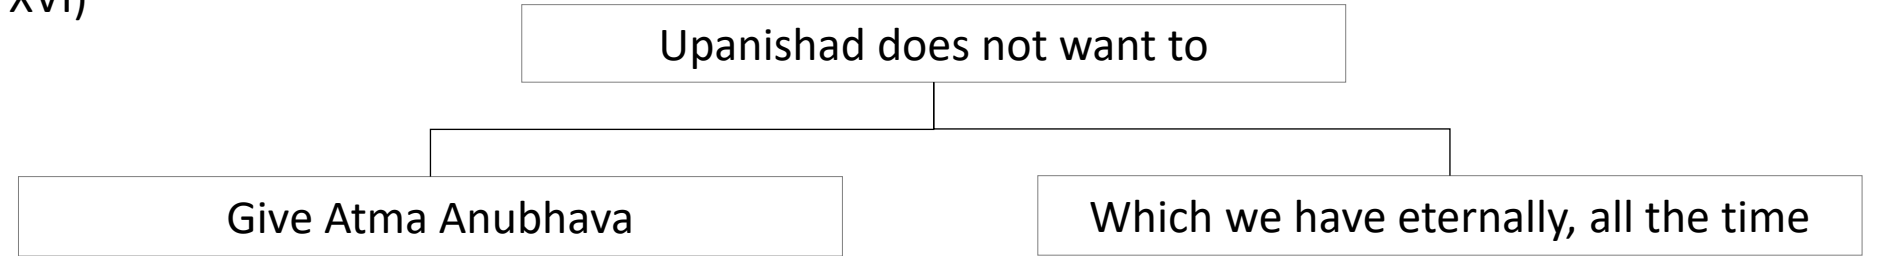 XVI)
Upanishad does not want to
Give Atma Anubhava
Which we have eternally, all the time